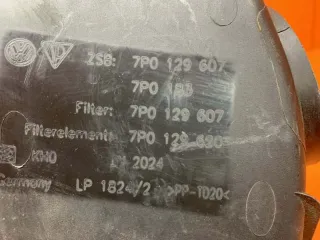 ZSB: 7P0 129 607
7P0 183
Filter: 7P0 129 607
Filterelement: 7P0 129 620
KH0 2024
Germany LP 1824/2 >PP-TD20<